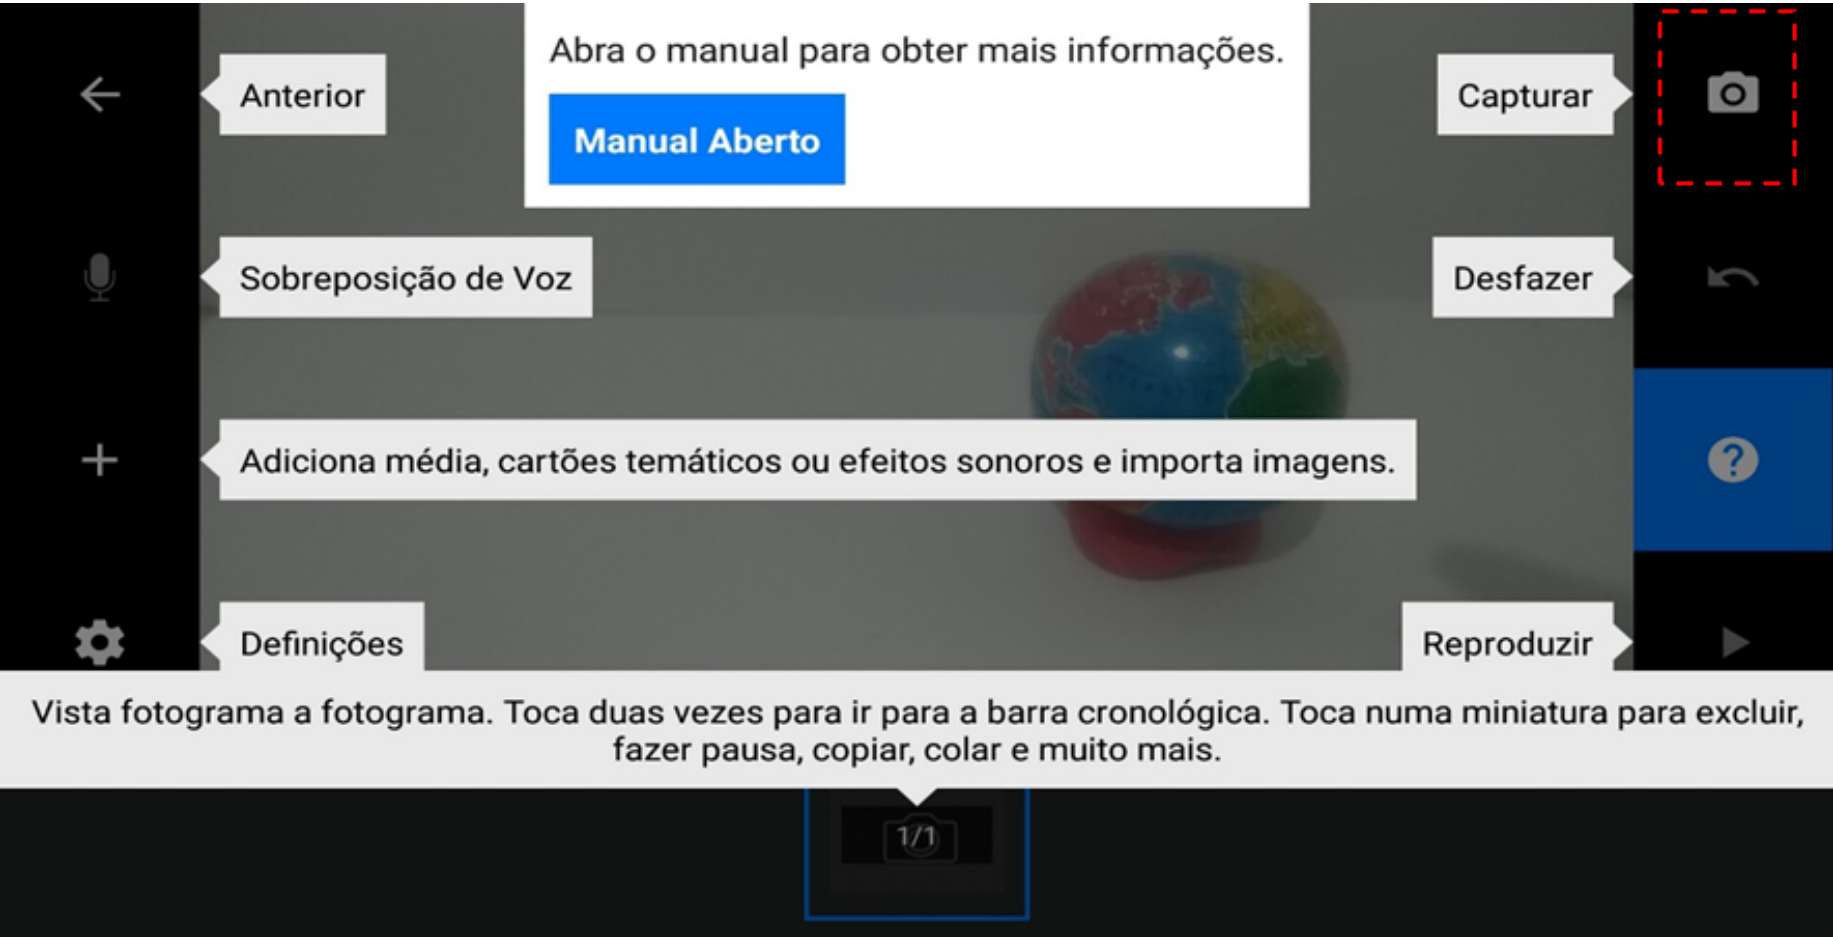 Abra o manual para obter mais informações.
Manual Aberto
Anterior
Capturar
Sobreposição de Voz
Desfazer
Adiciona média, cartões temáticos ou efeitos sonoros e importa imagens.
Definições
Reproduzir
Vista fotograma a fotograma. Toca duas vezes para ir para a barra cronológica. Toca numa miniatura para excluir,
fazer pausa, copiar, colar e muito mais.
1/1